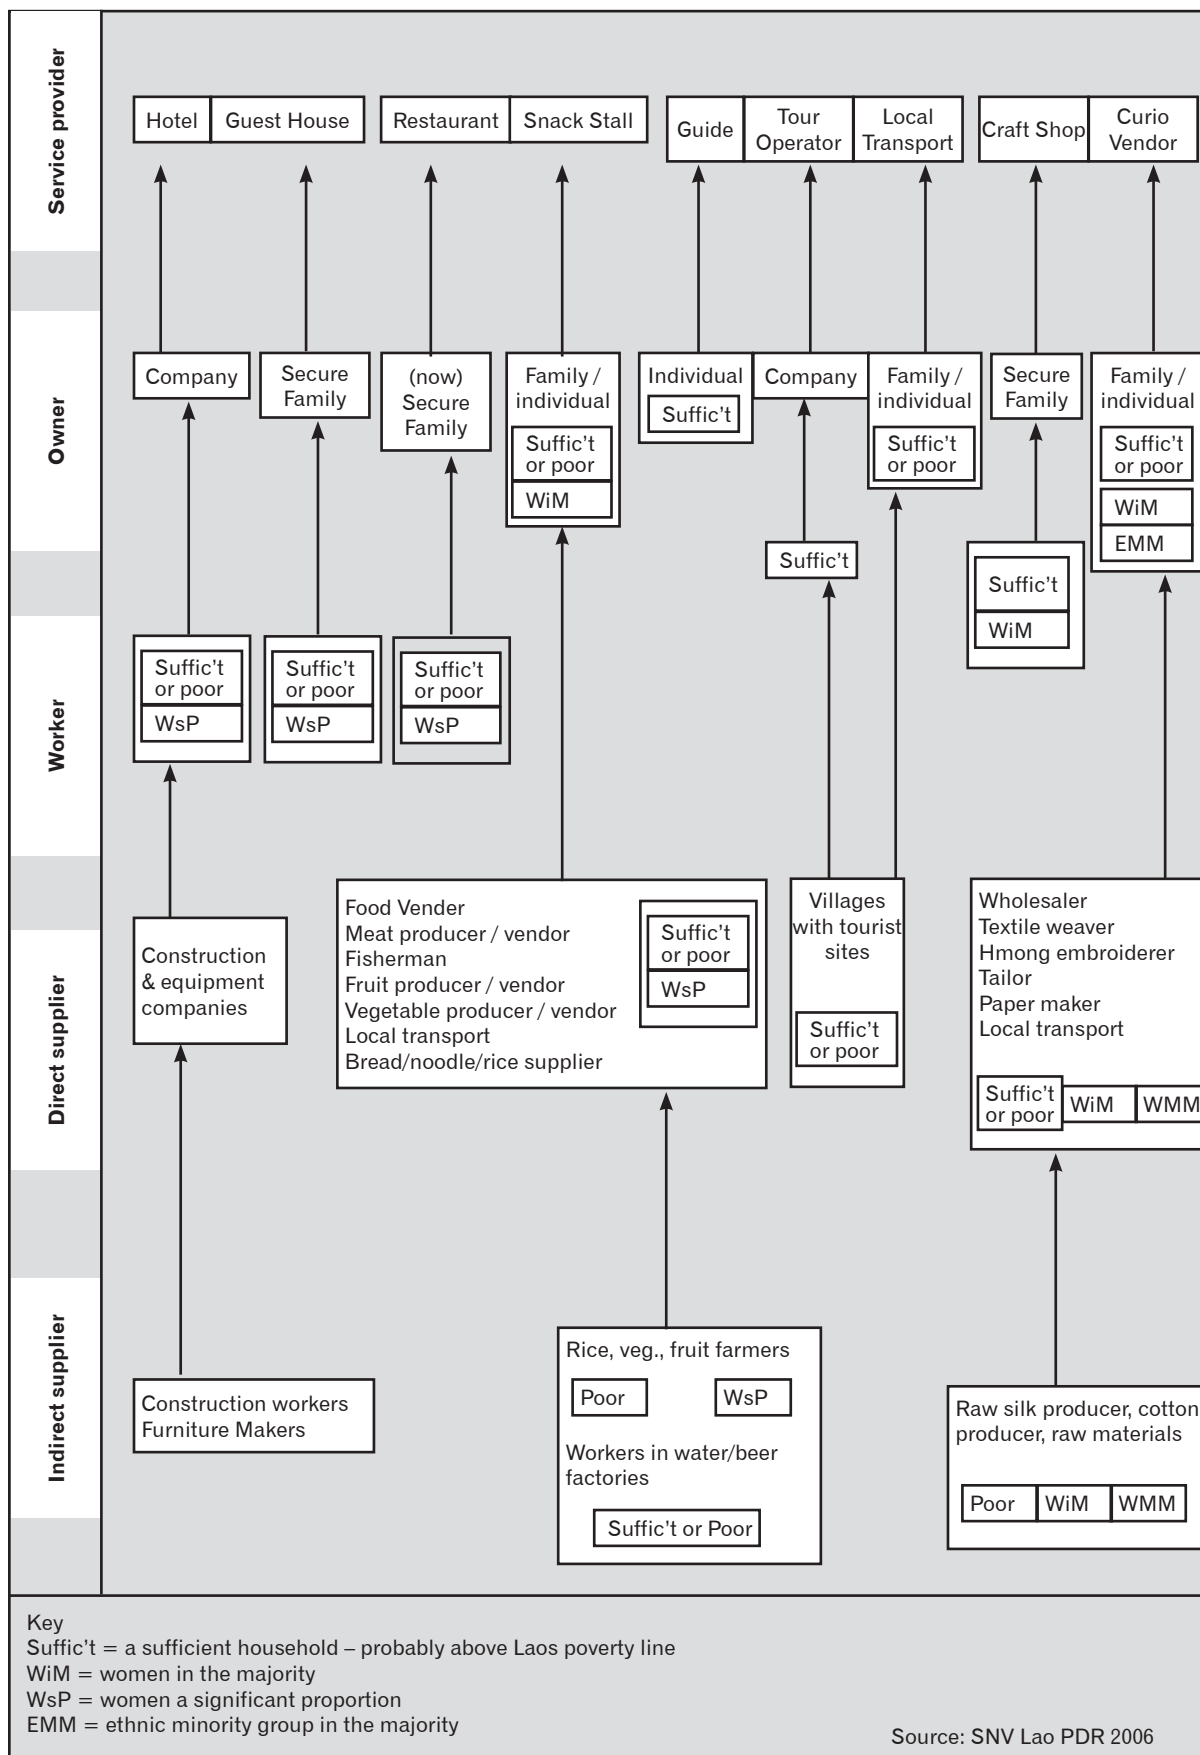 Service provider
Hotel
Guest House
Restaurant
Snack Stall
Guide
Tour
Operator
Local
Transport
Craft Shop
Curio
Vendor
Owner
Company
Secure
Family
(now)
Secure
Family
Family /
individual
Suffic't
or poor
WiM
Individual
Suffic't
Company
Family /
individual
Suffic't
or poor
Secure
Family
Family /
individual
Suffic't
or poor
WiM
EMM
Suffic't
Suffic't
WiM
Worker
Suffic't
or poor
WsP
Suffic't
or poor
WsP
Suffic't
or poor
WsP
Direct supplier
Construction
& equipment
companies
Food Vender
Meat producer / vendor
Fisherman
Fruit producer / vendor
Vegetable producer / vendor
Local transport
Bread/noodle/rice supplier
Suffic't
or poor
WsP
Villages
with tourist
sites
Suffic't
or poor
Wholesaler
Textile weaver
Hmong embroiderer
Tailor
Paper maker
Local transport
Suffic't
or poor
WiM
WMM
Indirect supplier
Construction workers
Furniture Makers
Rice, veg., fruit farmers
Poor
WsP
Workers in water/beer
factories
Suffic't or Poor
Raw silk producer, cotton
producer, raw materials
Poor
WiM
WMM
Key
Suffic't = a sufficient household – probably above Laos poverty line
WiM = women in the majority
WsP = women a significant proportion
EMM = ethnic minority group in the majority
Source: SNV Lao PDR 2006